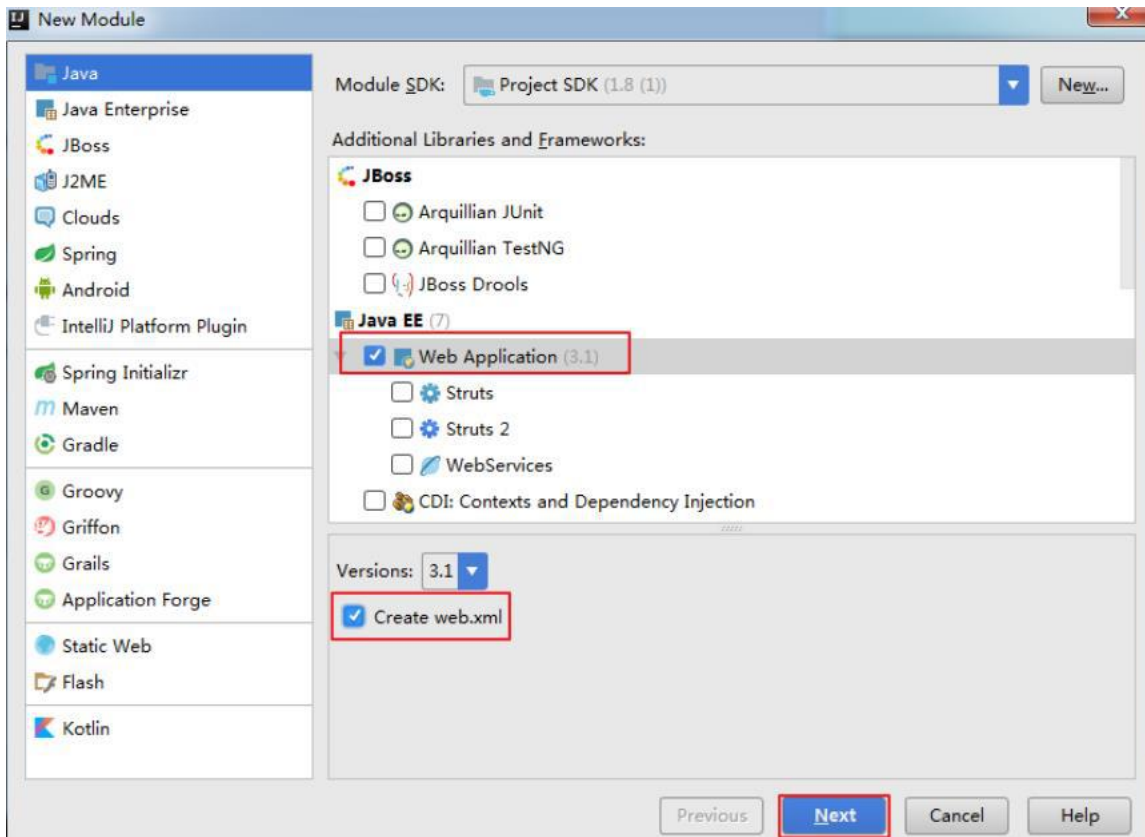 New Module
Java
Java Enterprise
JBoss
J2ME
Clouds
Spring
Android
IntelliJ Platform Plugin
Spring Initializr
Maven
Gradle
Groovy
Griffon
Grails
Application Forge
Static Web
Flash
Kotlin
Module SDK: Project SDK (1.8 (1)) New...
Additional Libraries and Frameworks:
JBoss
Arquillian JUnit
Arquillian TestNG
JBoss Drools
Java EE (7)
Web Application (3.1)
Struts
Struts 2
WebServices
CDI: Contexts and Dependency Injection
Versions: 3.1
Create web.xml
Previous Next Cancel Help